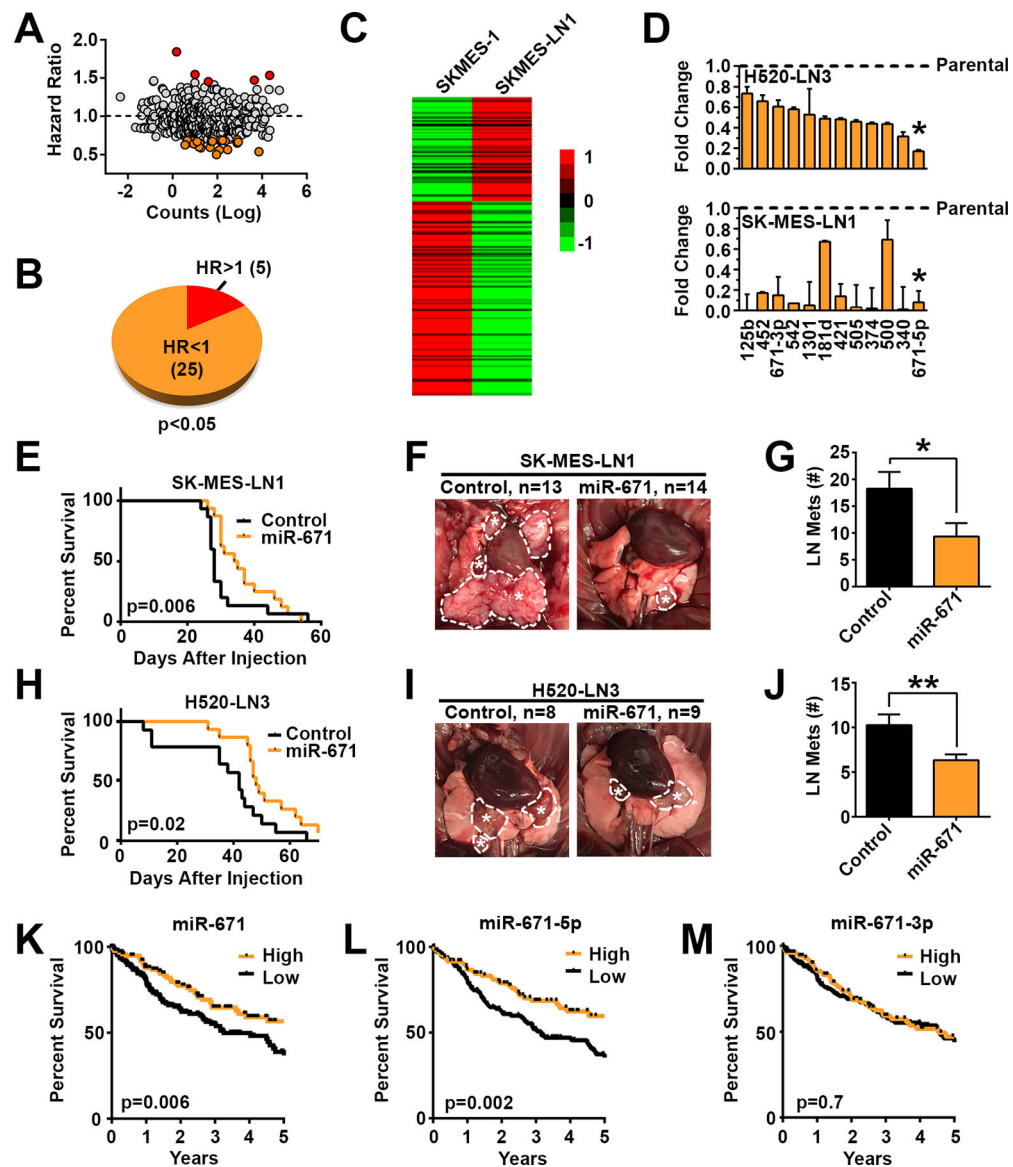 A
Hazard Ratio
2.0
1.5
1.0
0.5
-2
0
2
4
6
Counts (Log)
B
HR>1 (5)
HR<1
(25)
p<0.05
C
SKMES-1
SKMES-LN1
1
0
-1
D
H520-LN3
Parental
Fold Change
1.0
0.8
0.6
0.4
0.2
0.0
*
SK-MES-LN1
Parental
Fold Change
1.0
0.8
0.6
0.4
0.2
0.0
*
125b
452
671-3p
542
1301
181d
421
505
374
500
340
671-5p
E
SK-MES-LN1
Percent Survival
100
50
0
Control
miR-671
p=0.006
0
20
40
60
Days After Injection
F
SK-MES-LN1
Control, n=13
miR-671, n=14
*
*
*
*
*
G
LN Mets (#)
25
20
15
10
5
0
*
Control
miR-671
H
H520-LN3
Percent Survival
100
50
0
Control
miR-671
p=0.02
0
20
40
60
Days After Injection
I
H520-LN3
Control, n=8
miR-671, n=9
*
*
*
*
*
J
LN Mets (#)
15
10
5
0
**
Control
miR-671
K
miR-671
Percent Survival
100
50
0
High
Low
p=0.006
0
1
2
3
4
5
Years
L
miR-671-5p
Percent Survival
100
50
0
High
Low
p=0.002
0
1
2
3
4
5
Years
M
miR-671-3p
Percent Survival
100
50
0
High
Low
p=0.7
0
1
2
3
4
5
Years